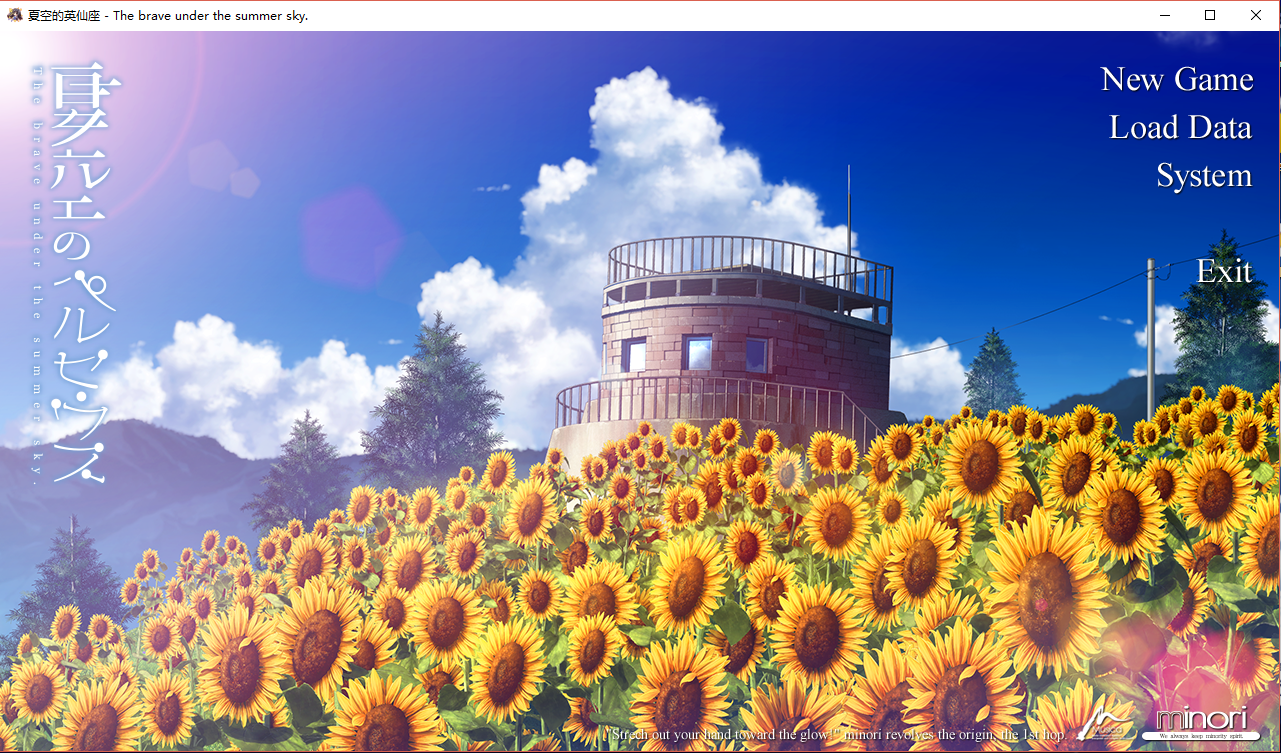 夏空的英仙座 - The brave under the summer sky.
夏空のペルセウス
The brave under the summer sky.
New Game
Load Data
System
Exit
"Strech out your hand toward the glow!" minori revolves the origin, the 1st hop.
minori
We always keep minority spirit.